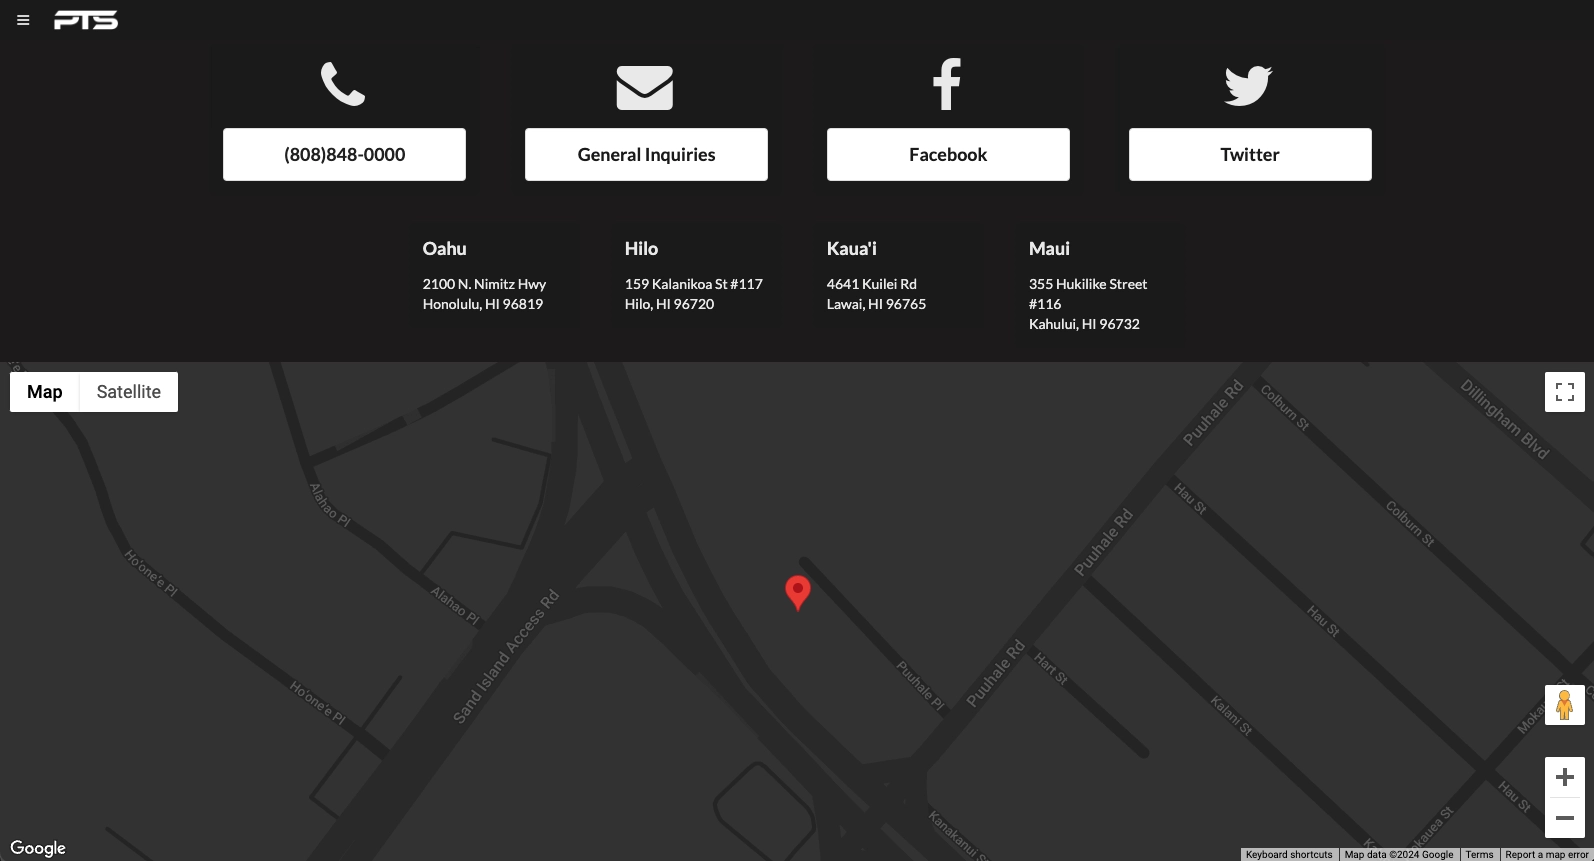 PTS
(808)848-0000
General Inquiries
Facebook
Twitter
Oahu
2100 N. Nimitz Hwy
Honolulu, HI 96819
Hilo
159 Kalanikoa St #117
Hilo, HI 96720
Kaua'i
4641 Kuilei Rd
Lawai, HI 96765
Maui
355 Hukilike Street
#116
Kahului, HI 96732
Map
Satellite
Puuhale Rd
Colburn St
Dillingham Blvd
Alahao Pl
Hau St
Colburn St
Puuhale Rd
Ho'one'e Pl
Alahao Pl
Sand Island Access Rd
Hau St
Puuhale Pl
Puuhale Rd
Hart St
Ho'one'e Pl
Kalani St
Hau St
Kanakanui S
Google
Keyboard shortcuts
Map data ©2024 Google
Terms
Report a map error